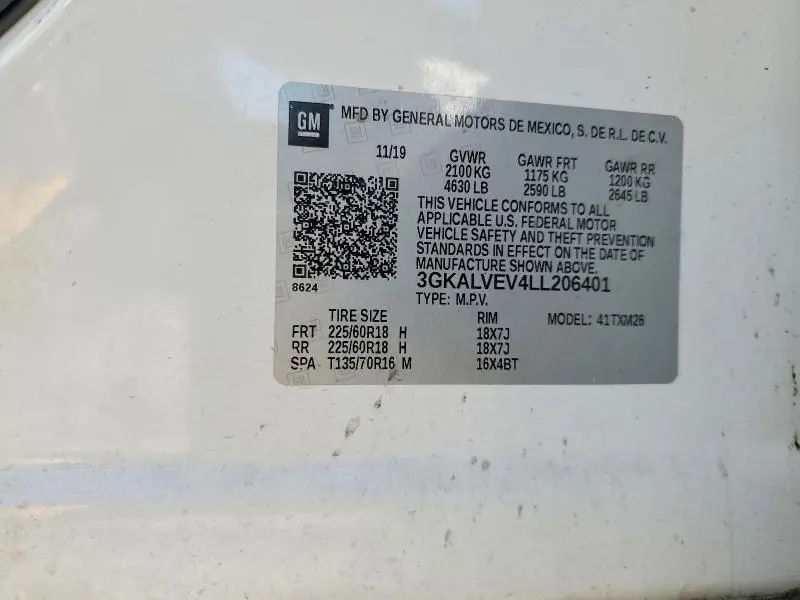 GM
MFD BY GENERAL MOTORS DE MEXICO, S. DE R.L. DE C.V.
11/19 GVWR GAWR FRT GAWR RR
2100 KG 1175 KG 1200 KG
4630 LB 2590 LB 2645 LB
THIS VEHICLE CONFORMS TO ALL
APPLICABLE U.S. FEDERAL MOTOR
VEHICLE SAFETY AND THEFT PREVENTION
STANDARDS IN EFFECT ON THE DATE OF
MANUFACTURE SHOWN ABOVE.
8624
3GKALVEV4LL206401
TYPE: M.P.V.
TIRE SIZE RIM MODEL: 41TXM26
FRT 225/60R18 H 18X7J
RR 225/60R18 H 18X7J
SPA T135/70R16 M 16X4BT